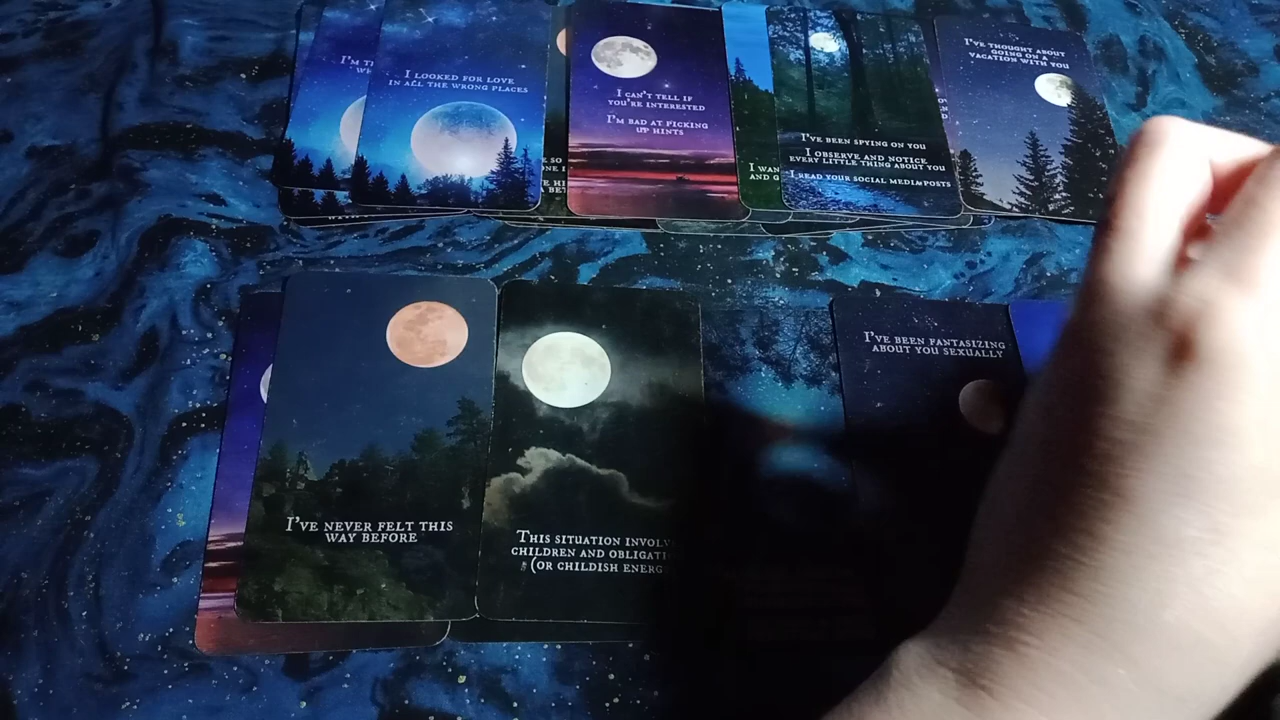 I'm
I looked for love
in all the wrong places
I can't tell if
you're interested
I'm bad at picking
up hints
I've been spying on you
I observe and notice
every little thing about you
I read your social media posts
I've thought about
going on a
vacation with you
I've never felt this
way before
This situation
children and
(or childish
I've been fantasizing
about you sexually